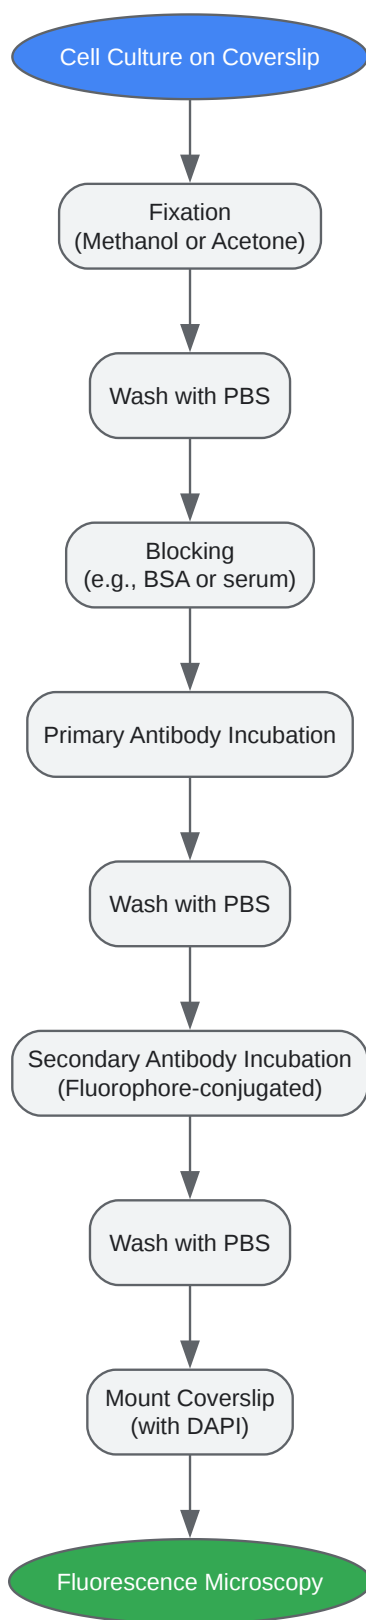 Cell Culture on Coverslip
Fixation
(Methanol or Acetone)
Wash with PBS
Blocking
(e.g., BSA or serum)
Primary Antibody Incubation
Wash with PBS
Secondary Antibody Incubation
(Fluorophore-conjugated)
Wash with PBS
Mount Coverslip
(with DAPI)
Fluorescence Microscopy